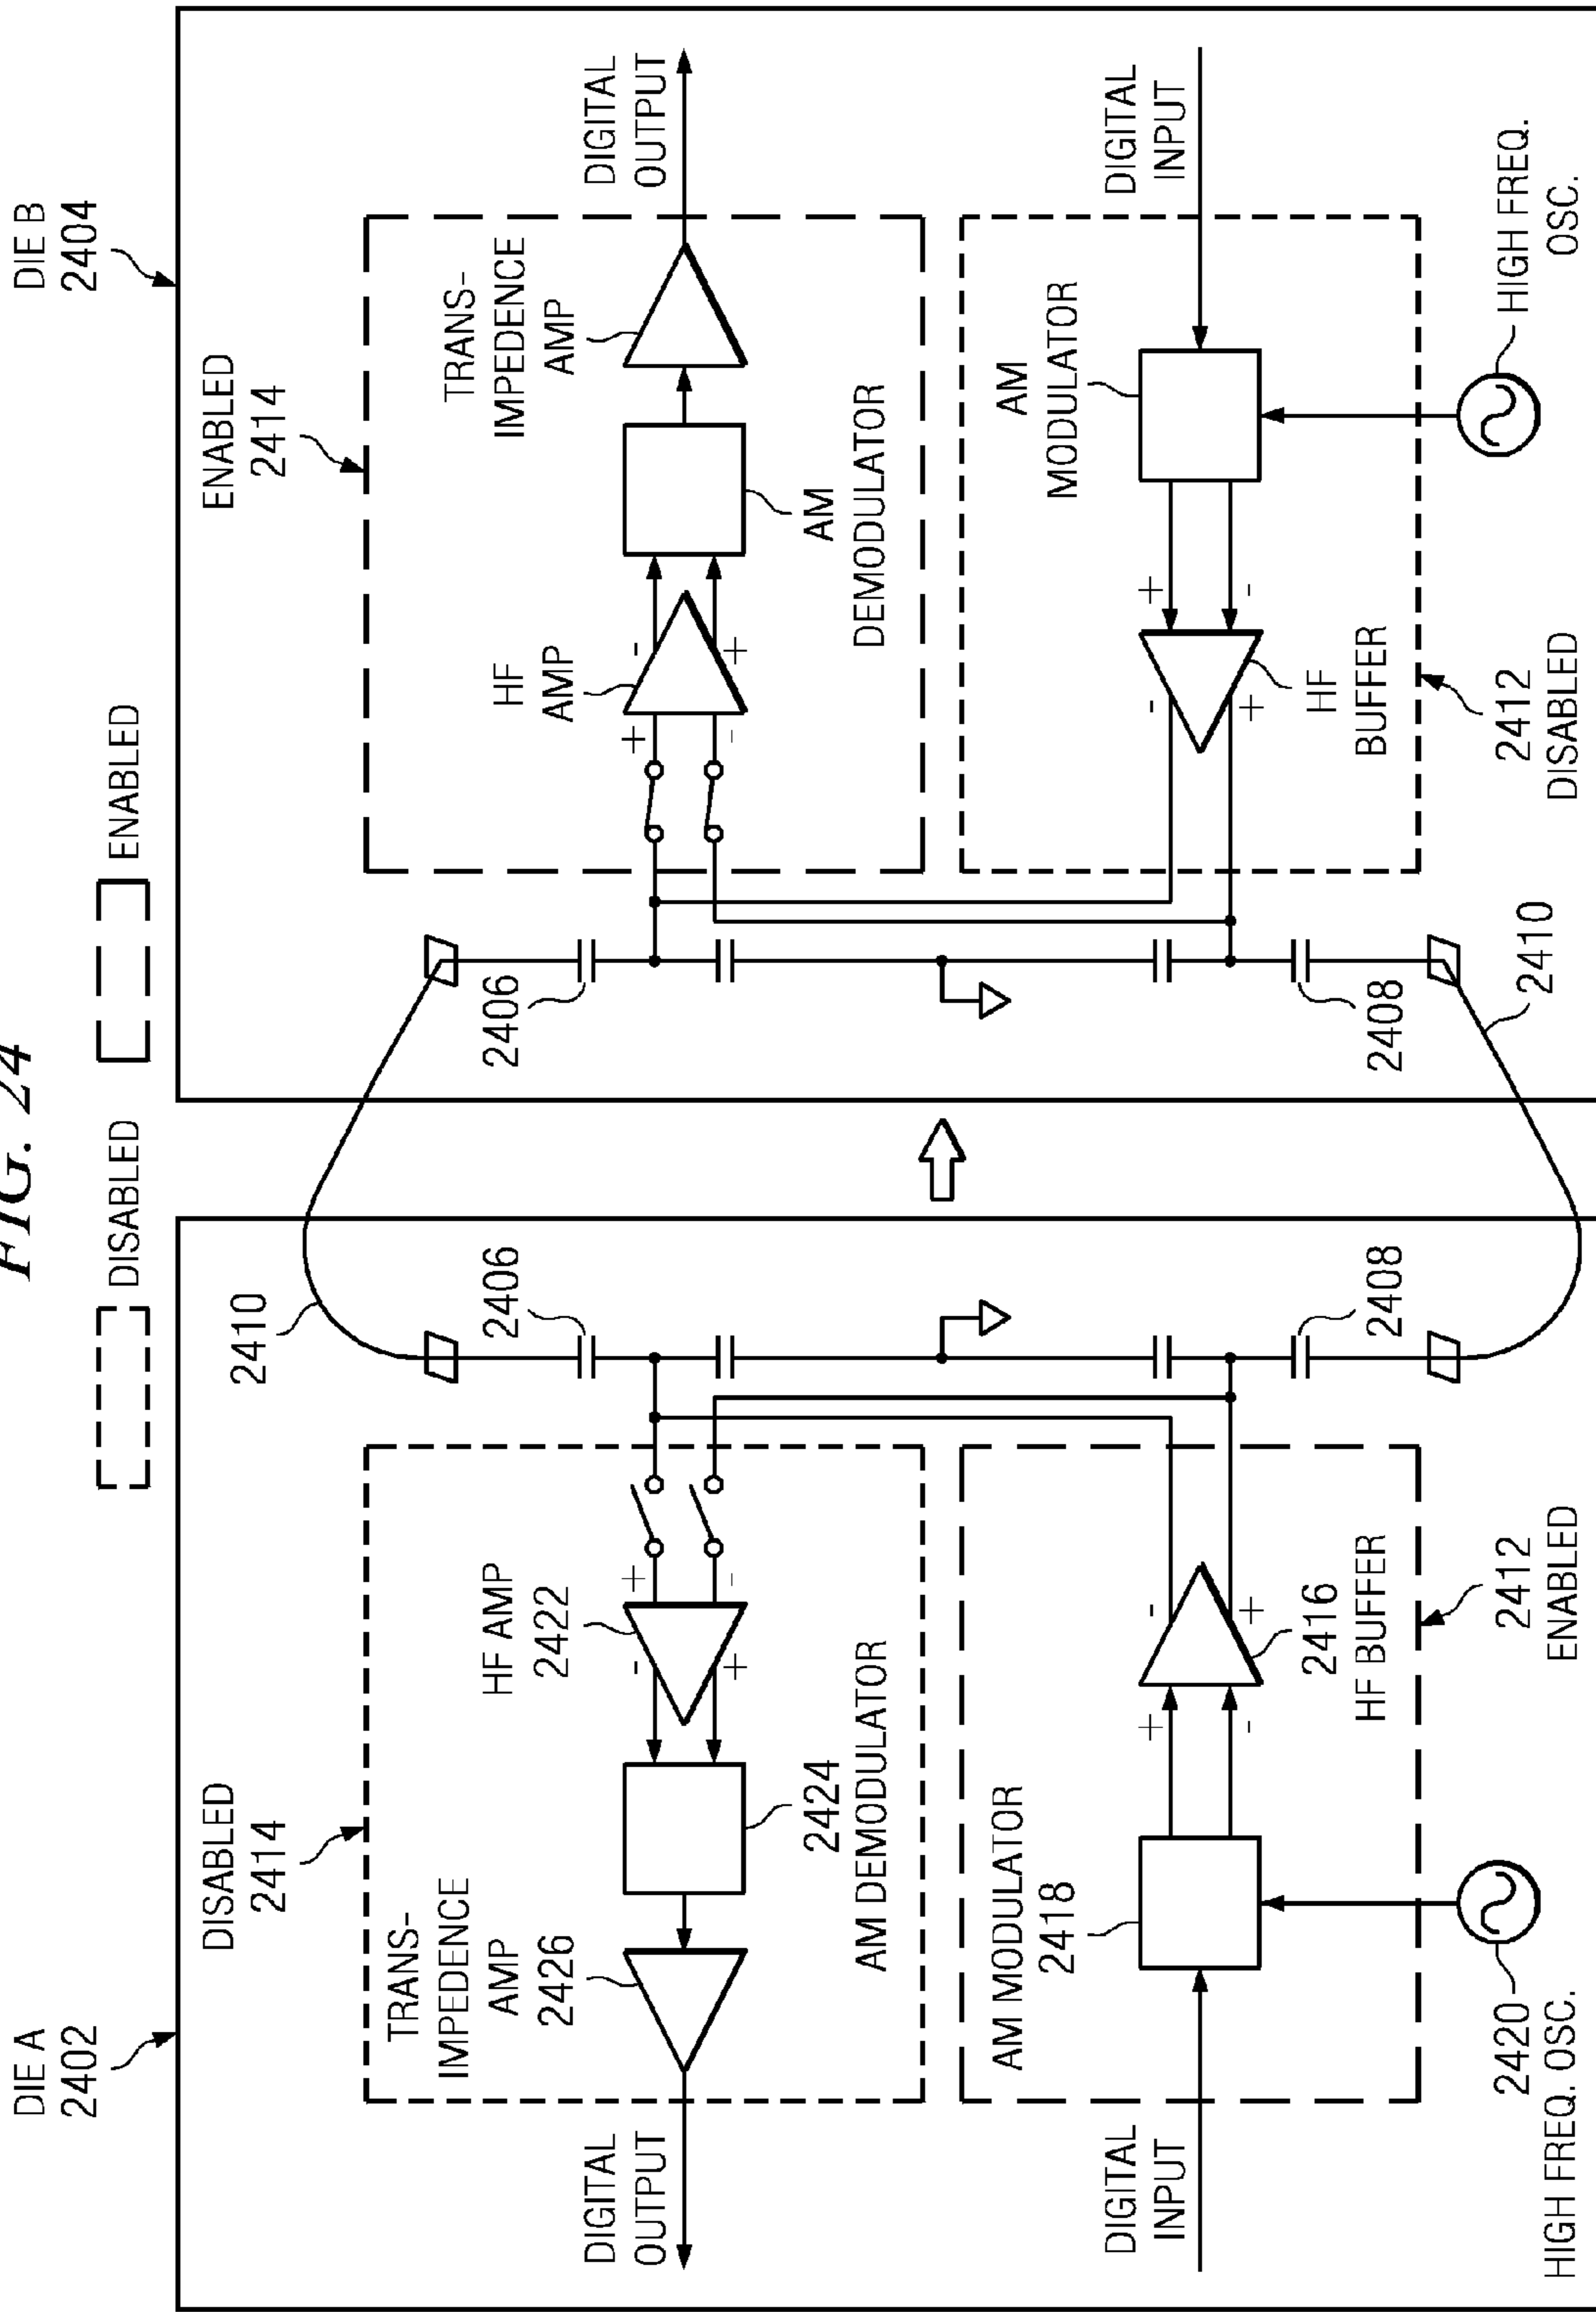 FIG. 24
DISABLED
ENABLED
DIE A
2402
DIE B
2404
DISABLED
2414
2410
TRANS-
IMPEDENCE
AMP
2426
HF AMP
2422
+
-
-
+
2406
DIGITAL
OUTPUT
2424
AM DEMODULATOR
AM MODULATOR
2418
+
-
-
+
2416
HF BUFFER
2408
DIGITAL
INPUT
2420
HIGH FREQ. OSC.
2412
ENABLED
ENABLED
2414
2406
HF
AMP
+
-
-
+
TRANS-
IMPEDENCE
AMP
DIGITAL
OUTPUT
AM
DEMODULATOR
AM
MODULATOR
-
+
+
-
HF
BUFFER
2408
2410
DIGITAL
INPUT
2412
DISABLED
HIGH FREQ.
OSC.